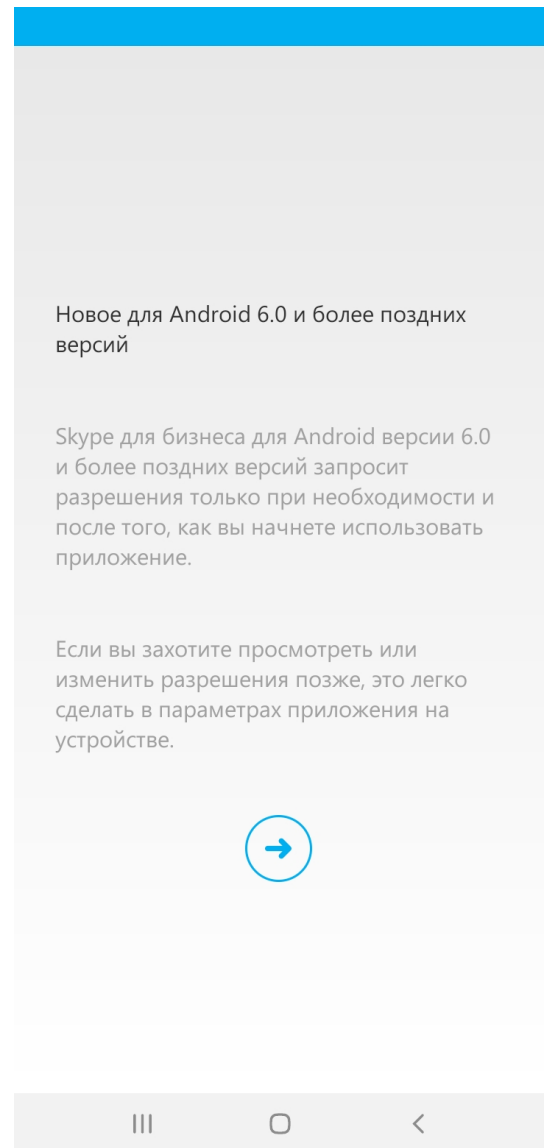 Новое для Android 6.0 и более поздних
версий
Skype для бизнеса для Android версии 6.0
и более поздних версий запросит
разрешения только при необходимости и
после того, как вы начнете использовать
приложение.
Если вы захотите просмотреть или
изменить разрешения позже, это легко
сделать в параметрах приложения на
устройстве.